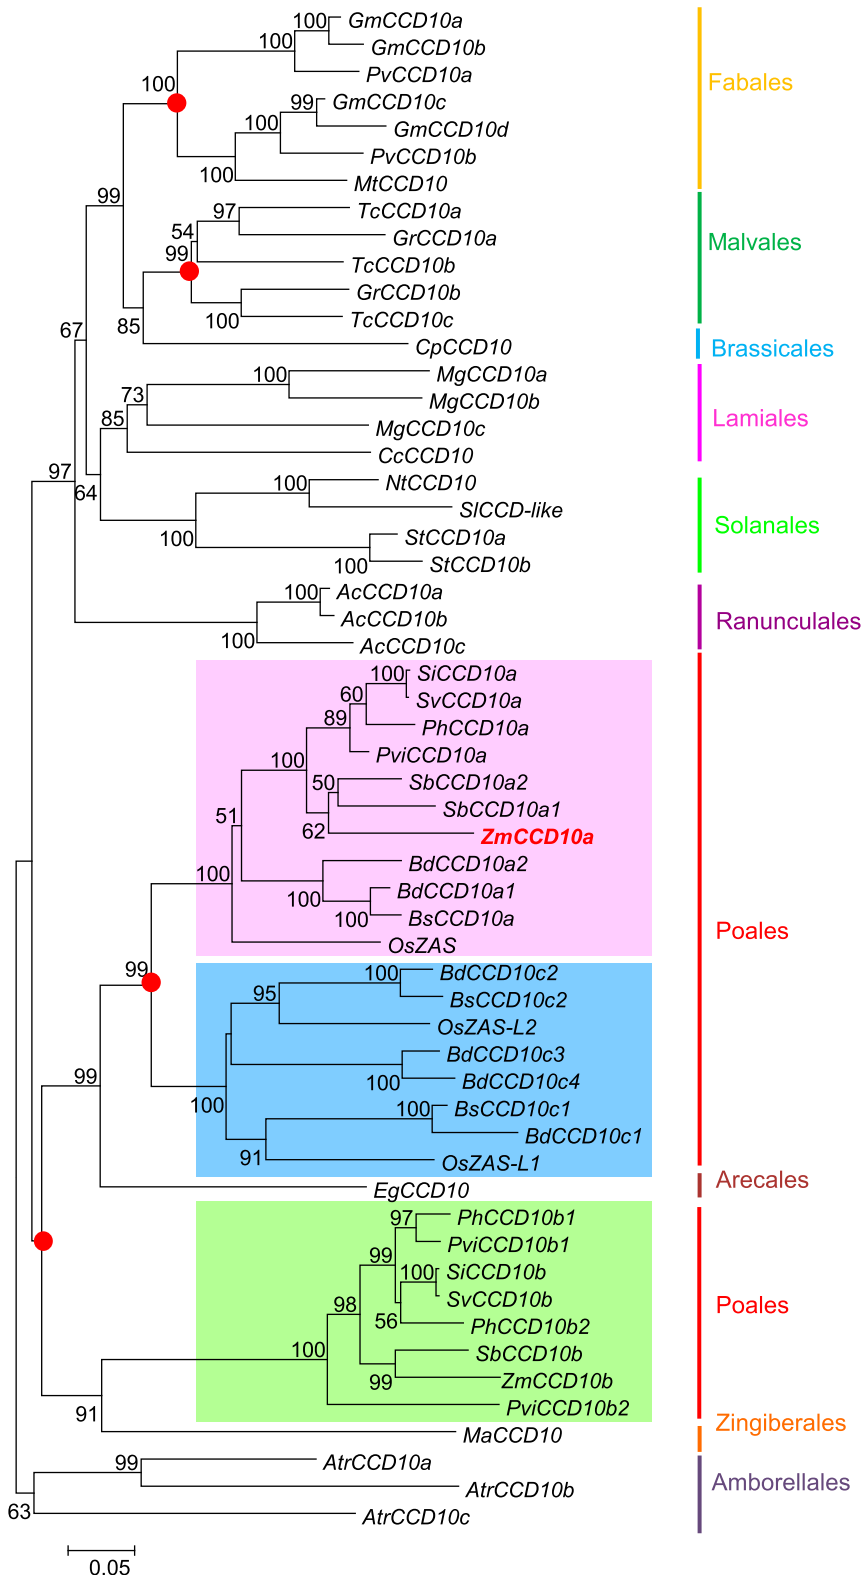 100
GmCCD10a
100
GmCCD10b
100
PvCCD10a
Fabales
99
GmCCD10c
100
GmCCD10d
PvCCD10b
100
MtCCD10
99
97
TcCCD10a
54
GrCCD10a
Malvales
99
TcCCD10b
GrCCD10b
85
100
TcCCD10c
67
CpCCD10
Brassicales
100
MgCCD10a
73
MgCCD10b
Lamiales
85
MgCCD10c
CcCCD10
97
64
100
NtCCD10
SlCCD-like
Solanales
100
StCCD10a
100
StCCD10b
100
AcCCD10a
AcCCD10b
Ranunculales
100
AcCCD10c
100
SiCCD10a
60
SvCCD10a
89
PhCCD10a
100
PviCCD10a
50
SbCCD10a2
51
SbCCD10a1
62
ZmCCD10a
100
BdCCD10a2
100
BdCCD10a1
100
BsCCD10a
Poales
OsZAS
99
100
BdCCD10c2
95
BsCCD10c2
OsZAS-L2
BdCCD10c3
99
100
BdCCD10c4
100
100
BsCCD10c1
BdCCD10c1
91
OsZAS-L1
EgCCD10
Arecales
97
PhCCD10b1
99
PviCCD10b1
100
SiCCD10b
98
SvCCD10b
Poales
56
PhCCD10b2
100
SbCCD10b
99
ZmCCD10b
91
PviCCD10b2
Zingiberales
MaCCD10
99
AtrCCD10a
AtrCCD10b
Amborellales
63
AtrCCD10c
0.05